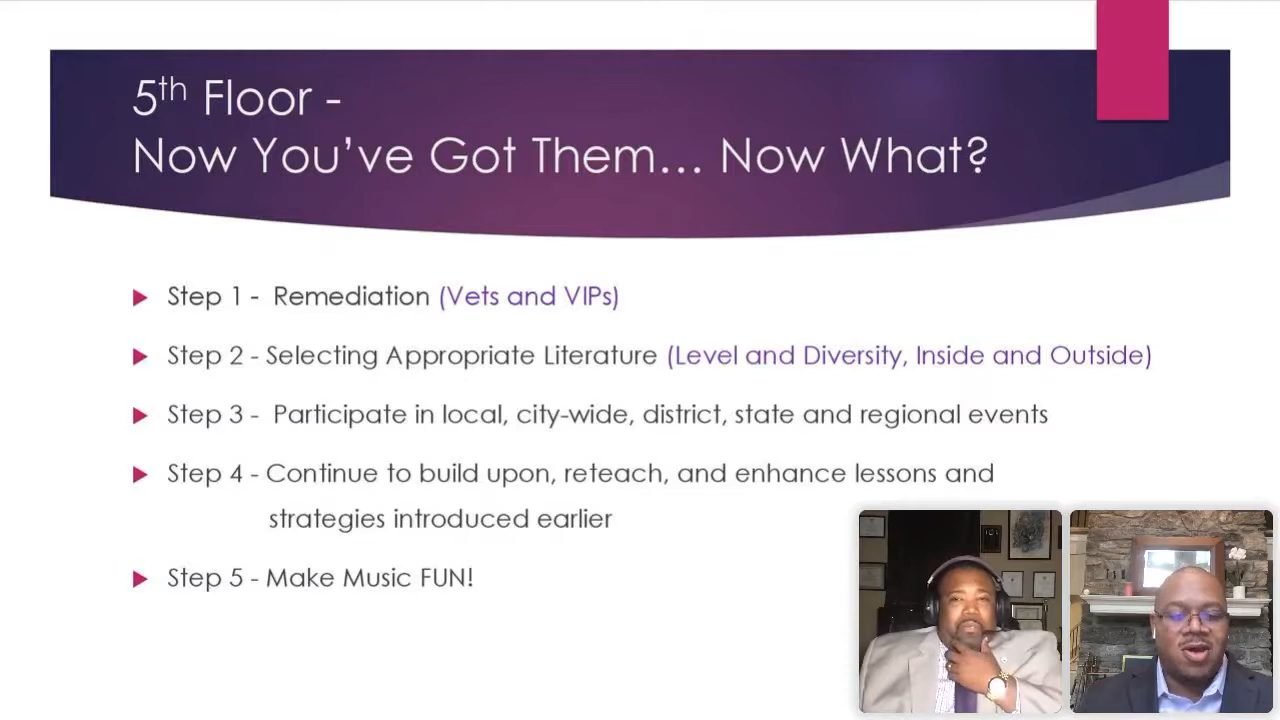 5th Floor -
Now You've Got Them... Now What?
Step 1 - Remediation (Vets and VIPs)
Step 2 - Selecting Appropriate Literature (Level and Diversity, Inside and Outside)
Step 3 - Participate in local, city-wide, district, state and regional events
Step 4 - Continue to build upon, reteach, and enhance lessons and
strategies introduced earlier
Step 5 - Make Music FUN!